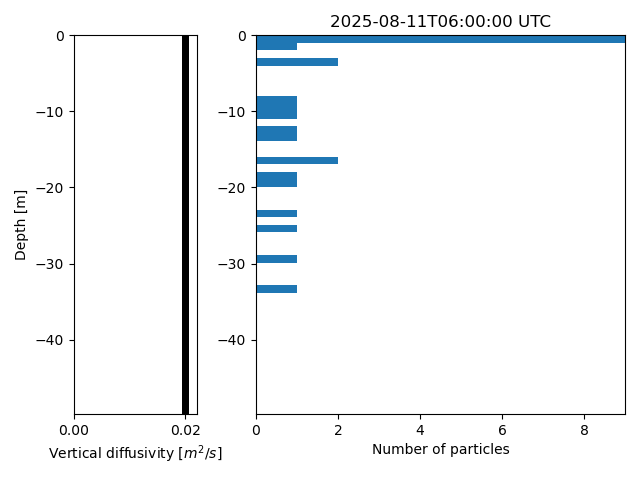 2025-08-11T06:00:00 UTC
0
−10
−20
−30
−40
Depth [m]
0.00 0.02
Vertical diffusivity [m²/s]
0
−10
−20
−30
−40
0 2 4 6 8
Number of particles